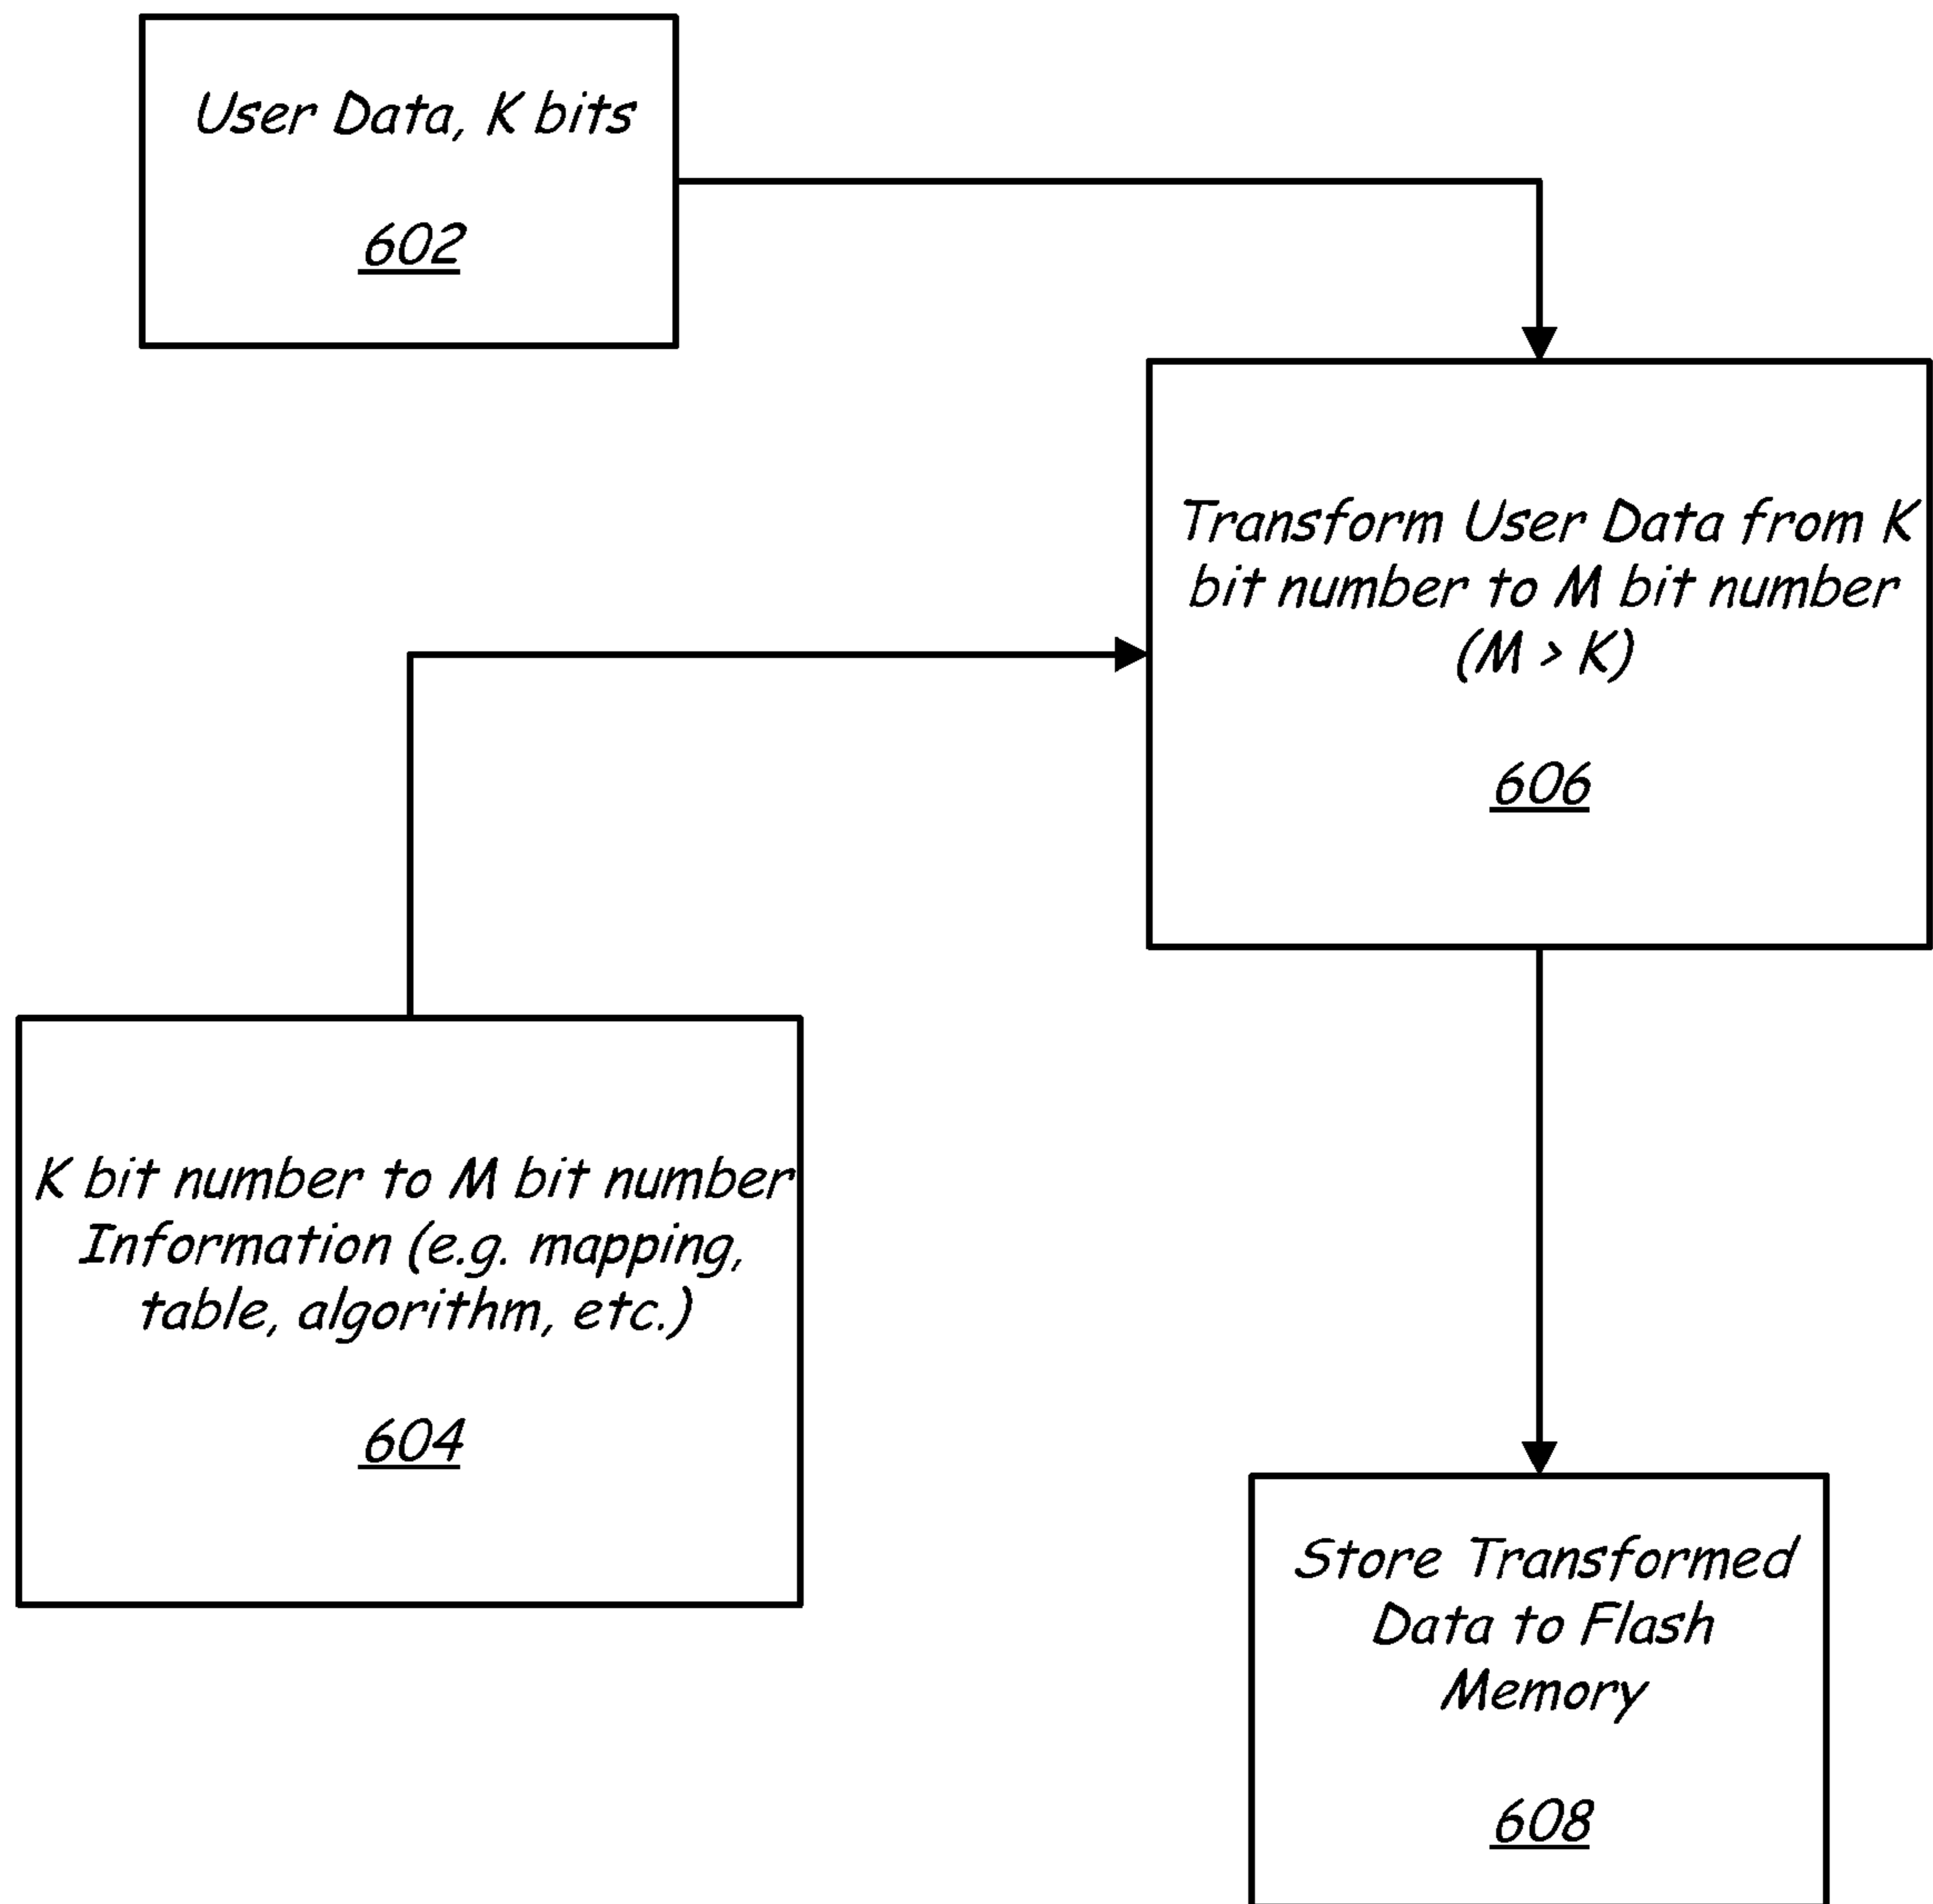 User Data, K bits
602
Transform User Data from K
bit number to M bit number
(M > K)
606
K bit number to M bit number
Information (e.g. mapping,
table, algorithm, etc.)
604
Store Transformed
Data to Flash
Memory
608